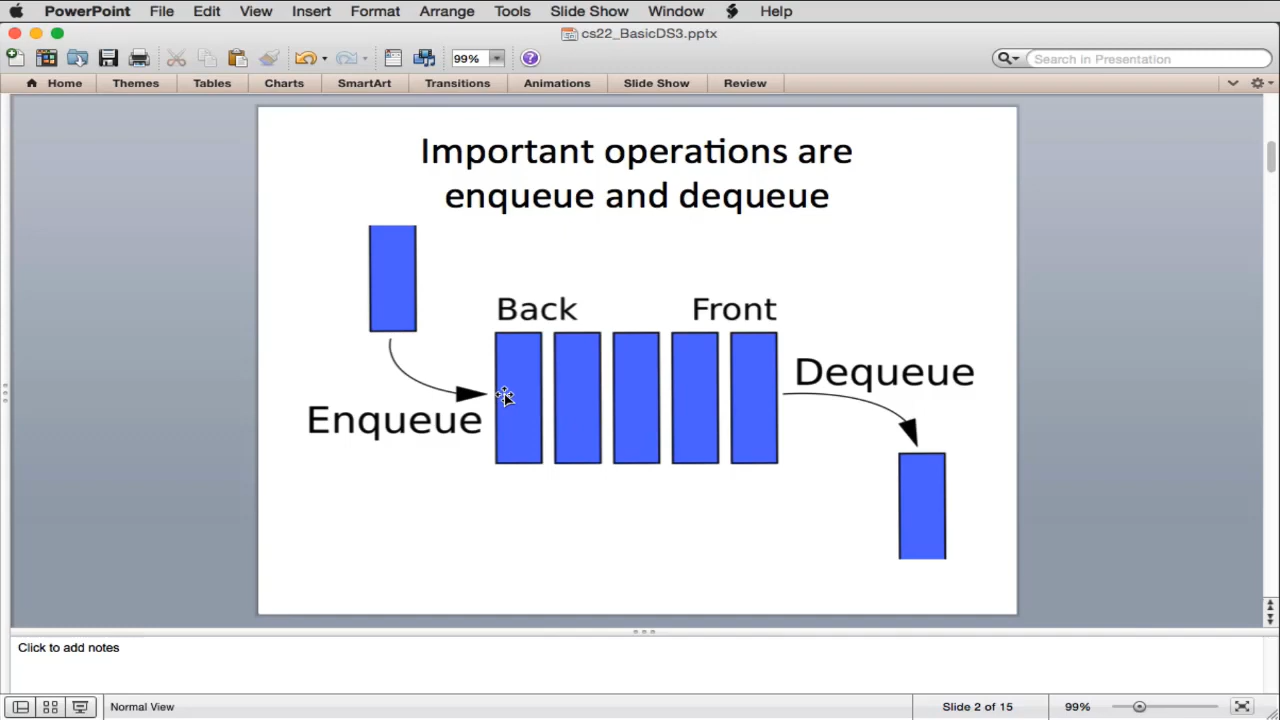 PowerPoint File Edit View Insert Format Arrange Tools Slide Show Window Help
cs22_BasicDS3.pptx
99% Search in Presentation
Home Themes Tables Charts SmartArt Transitions Animations Slide Show Review
Important operations are
enqueue and dequeue
Back Front
Dequeue
Enqueue
Click to add notes
Normal View Slide 2 of 15 99%